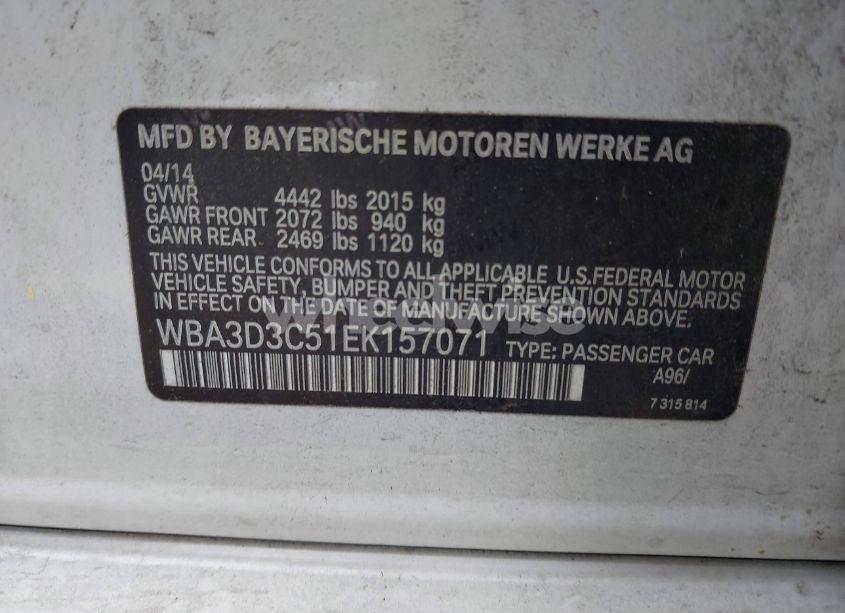 MFD BY BAYERISCHE MOTOREN WERKE AG
04/14
GVWR 4442 lbs 2015 kg
GAWR FRONT 2072 lbs 940 kg
GAWR REAR 2469 lbs 1120 kg
THIS VEHICLE CONFORMS TO ALL APPLICABLE U.S.FEDERAL MOTOR
VEHICLE SAFETY, BUMPER AND THEFT PREVENTION STANDARDS
IN EFFECT ON THE DATE OF MANUFACTURE SHOWN ABOVE.
wheelwise
WBA3D3C51EK157071 TYPE: PASSENGER CAR
A96/
7 315 814